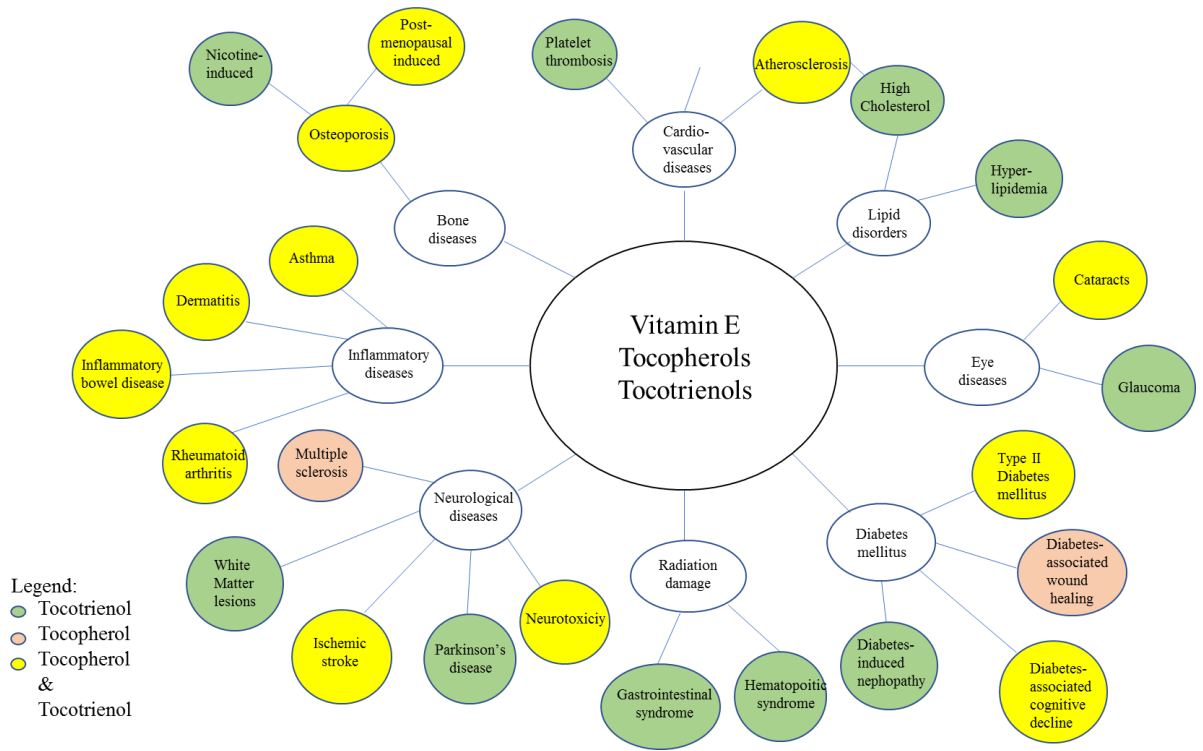 Post-
menopausal
induced
Nicotine-
induced
Osteoporosis
Bone
diseases
Platelet
thrombosis
Atherosclerosis
Cardio-
vascular
diseases
High
Cholesterol
Hyper-
lipidemia
Lipid
disorders
Asthma
Dermatitis
Inflammatory
bowel disease
Rheumatoid
arthritis
Inflammatory
diseases
Vitamin E
Tocopherols
Tocotrienols
Cataracts
Eye
diseases
Glaucoma
Multiple
sclerosis
Neurological
diseases
White
Matter
lesions
Ischemic
stroke
Parkinson's
disease
Neurotoxiciy
Radiation
damage
Gastrointestinal
syndrome
Hematopoitic
syndrome
Type II
Diabetes
mellitus
Diabetes
mellitus
Diabetes-
associated
wound
healing
Diabetes-
induced
nephopathy
Diabetes-
associated
cognitive
decline
Legend:
Tocotrienol
Tocopherol
Tocopherol
&
Tocotrienol